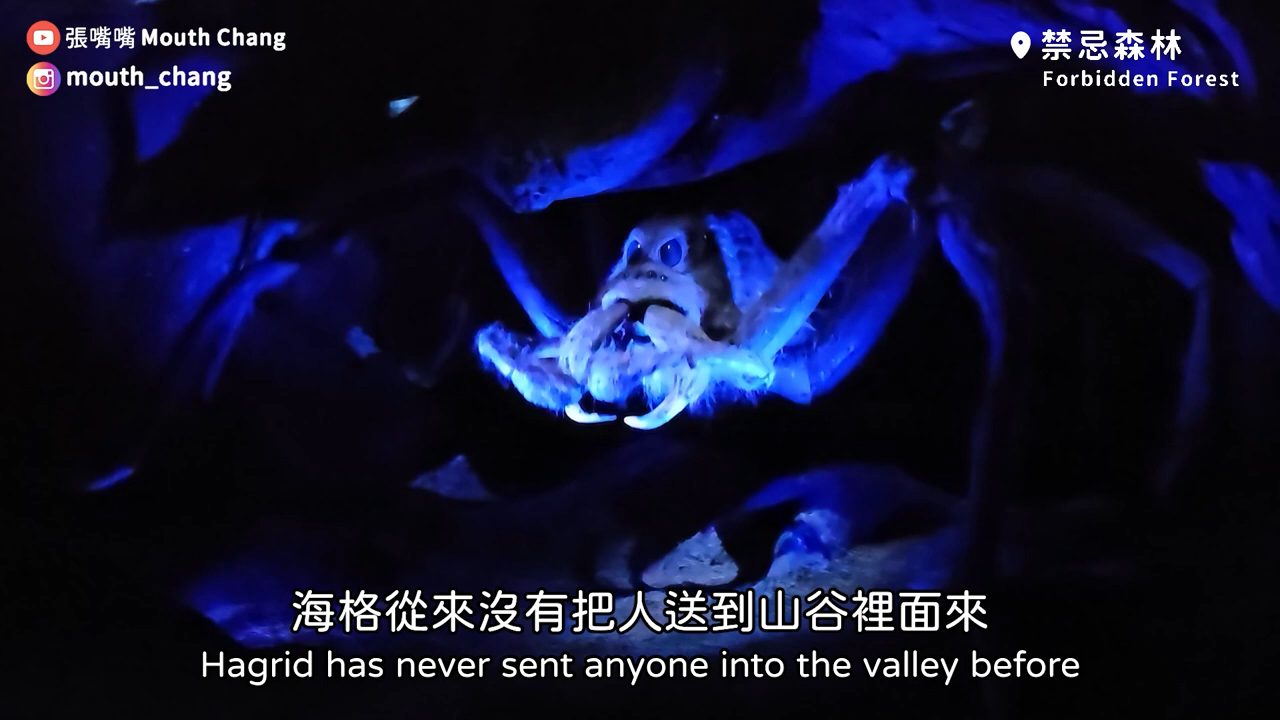 張嘴嘴 Mouth Chang
mouth_chang
禁忌森林
Forbidden Forest
海格從來沒有把人送到山谷裡面來
Hagrid has never sent anyone into the valley before